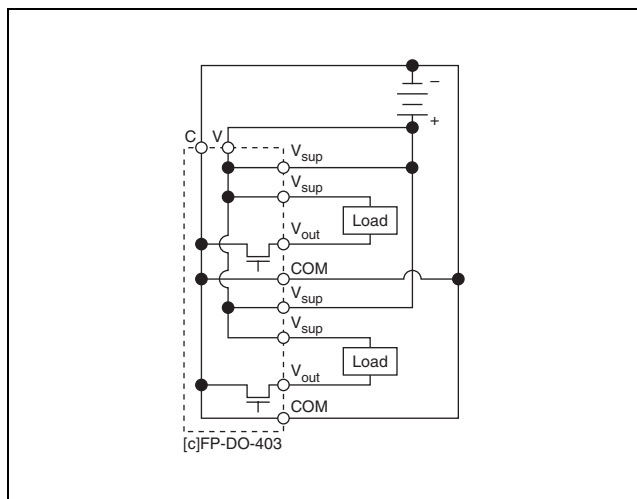 –
+
C V
Vsup
Vsup
Load
Vout
COM
Vsup
Vsup
Load
Vout
COM
[c]FP-DO-403